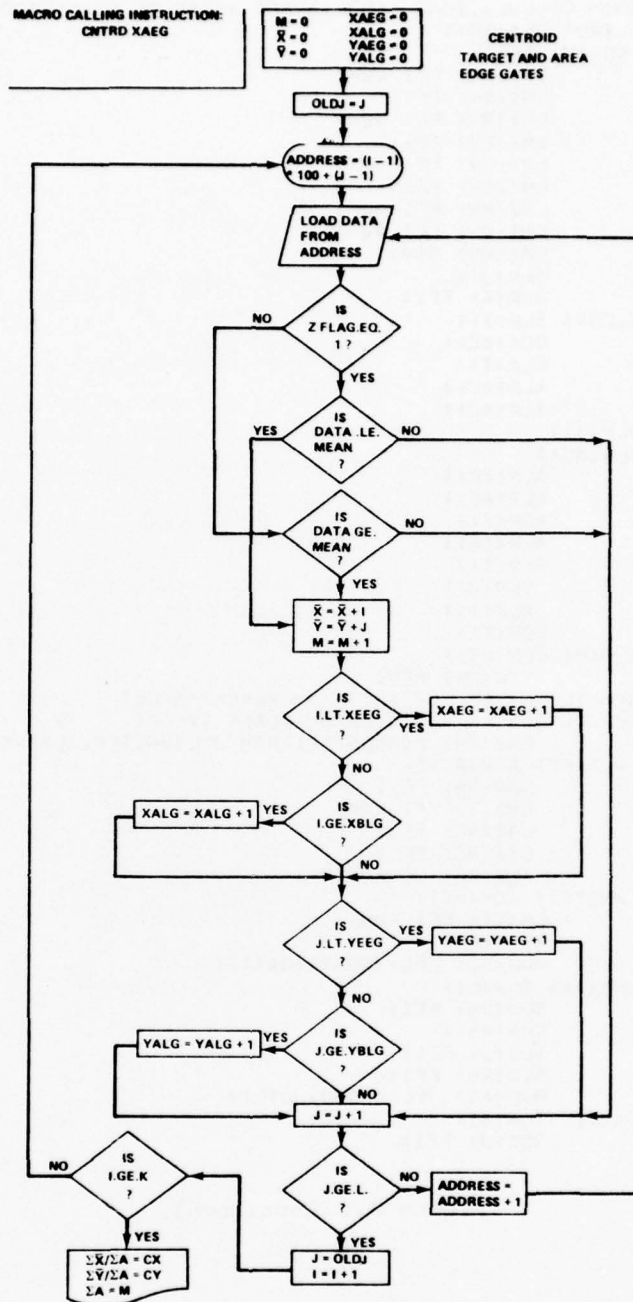 MACRO CALLING INSTRUCTION:
CNTRD XAEG
M = 0 XAEG = 0
X̄ = 0 XALG = 0
Ȳ = 0 YAEG = 0
YALG = 0
CENTROID
TARGET AND AREA
EDGE GATES
OLDJ = J
ADDRESS = ((I – 1)
* 100 + (J – 1)
LOAD DATA
FROM
ADDRESS
IS
Z FLAG.EQ.
1 ?
NO
YES
IS
DATA .LE.
MEAN
?
YES
NO
IS
DATA GE.
MEAN
?
NO
YES
X̄ = X̄ + I
Ȳ = Ȳ + J
M = M + 1
IS
I.LT.XEEG
?
YES
XAEG = XAEG + 1
NO
IS
I.GE.XBLG
?
YES
XALG = XALG + 1
NO
IS
J.LT.YEEG
?
YES
YAEG = YAEG + 1
NO
IS
J.GE.YBLG
?
YES
YALG = YALG + 1
NO
J = J + 1
IS
J.GE.L.
?
NO
ADDRESS =
ADDRESS + 1
YES
J = OLDJ
I = I + 1
IS
I.GE.K
?
NO
YES
ΣX̄/ΣA = CX
ΣȲ/ΣA = CY
ΣA = M